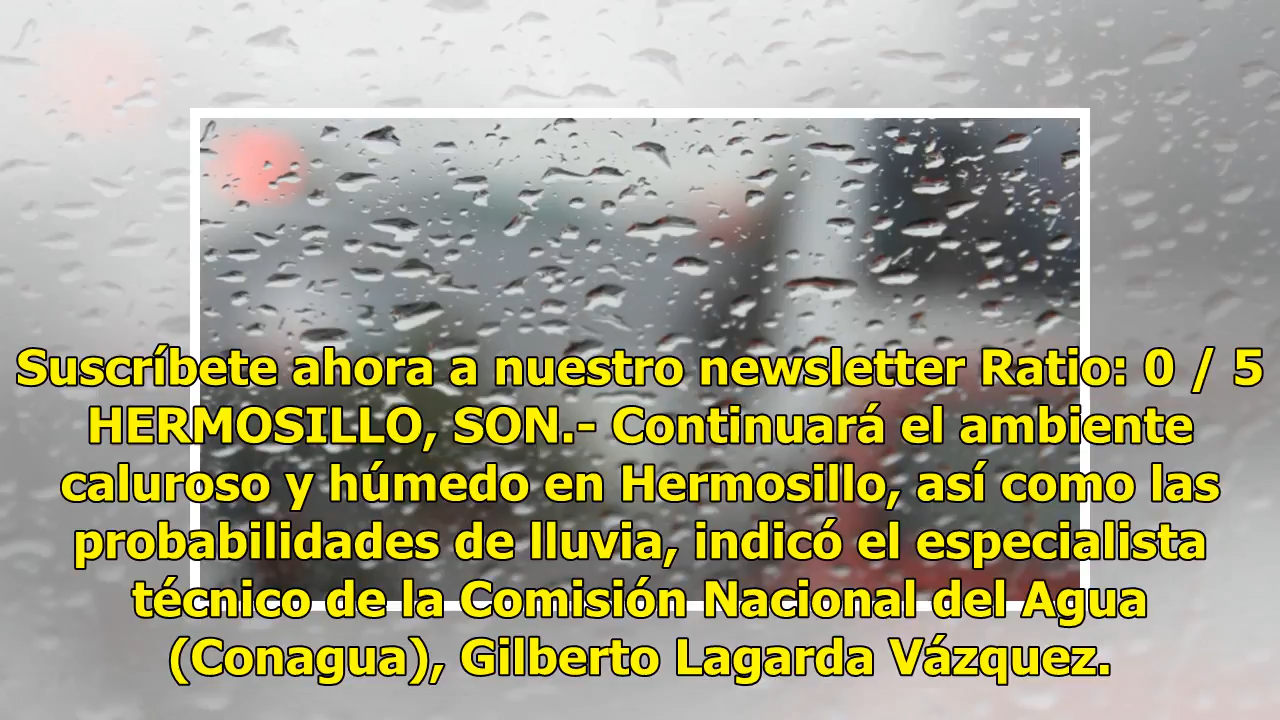 Suscríbete ahora a nuestro newsletter Ratio: 0 / 5
HERMOSILLO, SON.- Continuará el ambiente
caluroso y húmedo en Hermosillo, así como las
probabilidades de lluvia, indicó el especialista
técnico de la Comisión Nacional del Agua
(Conagua), Gilberto Lagarda Vázquez.